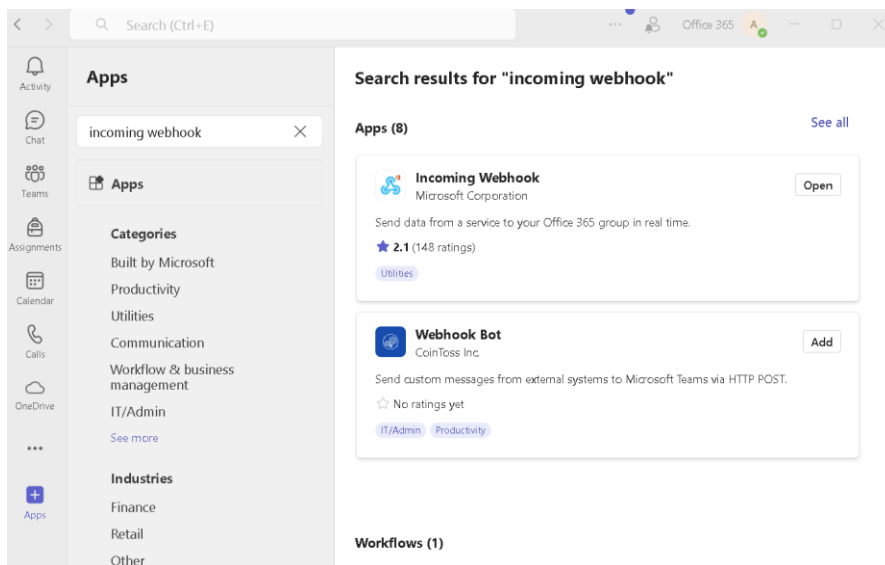 Search (Ctrl+E)
Office 365
A
Activity
Chat
Teams
Assignments
Calendar
Calls
OneDrive
Apps
Apps
incoming webhook
Apps
Categories
Built by Microsoft
Productivity
Utilities
Communication
Workflow & business
management
IT/Admin
See more
Industries
Finance
Retail
Other
Search results for "incoming webhook"
Apps (8)
See all
Incoming Webhook
Microsoft Corporation
Open
Send data from a service to your Office 365 group in real time.
2.1 (148 ratings)
Utilities
Webhook Bot
CoinToss Inc.
Add
Send custom messages from external systems to Microsoft Teams via HTTP POST.
No ratings yet
IT/Admin Productivity
Workflows (1)